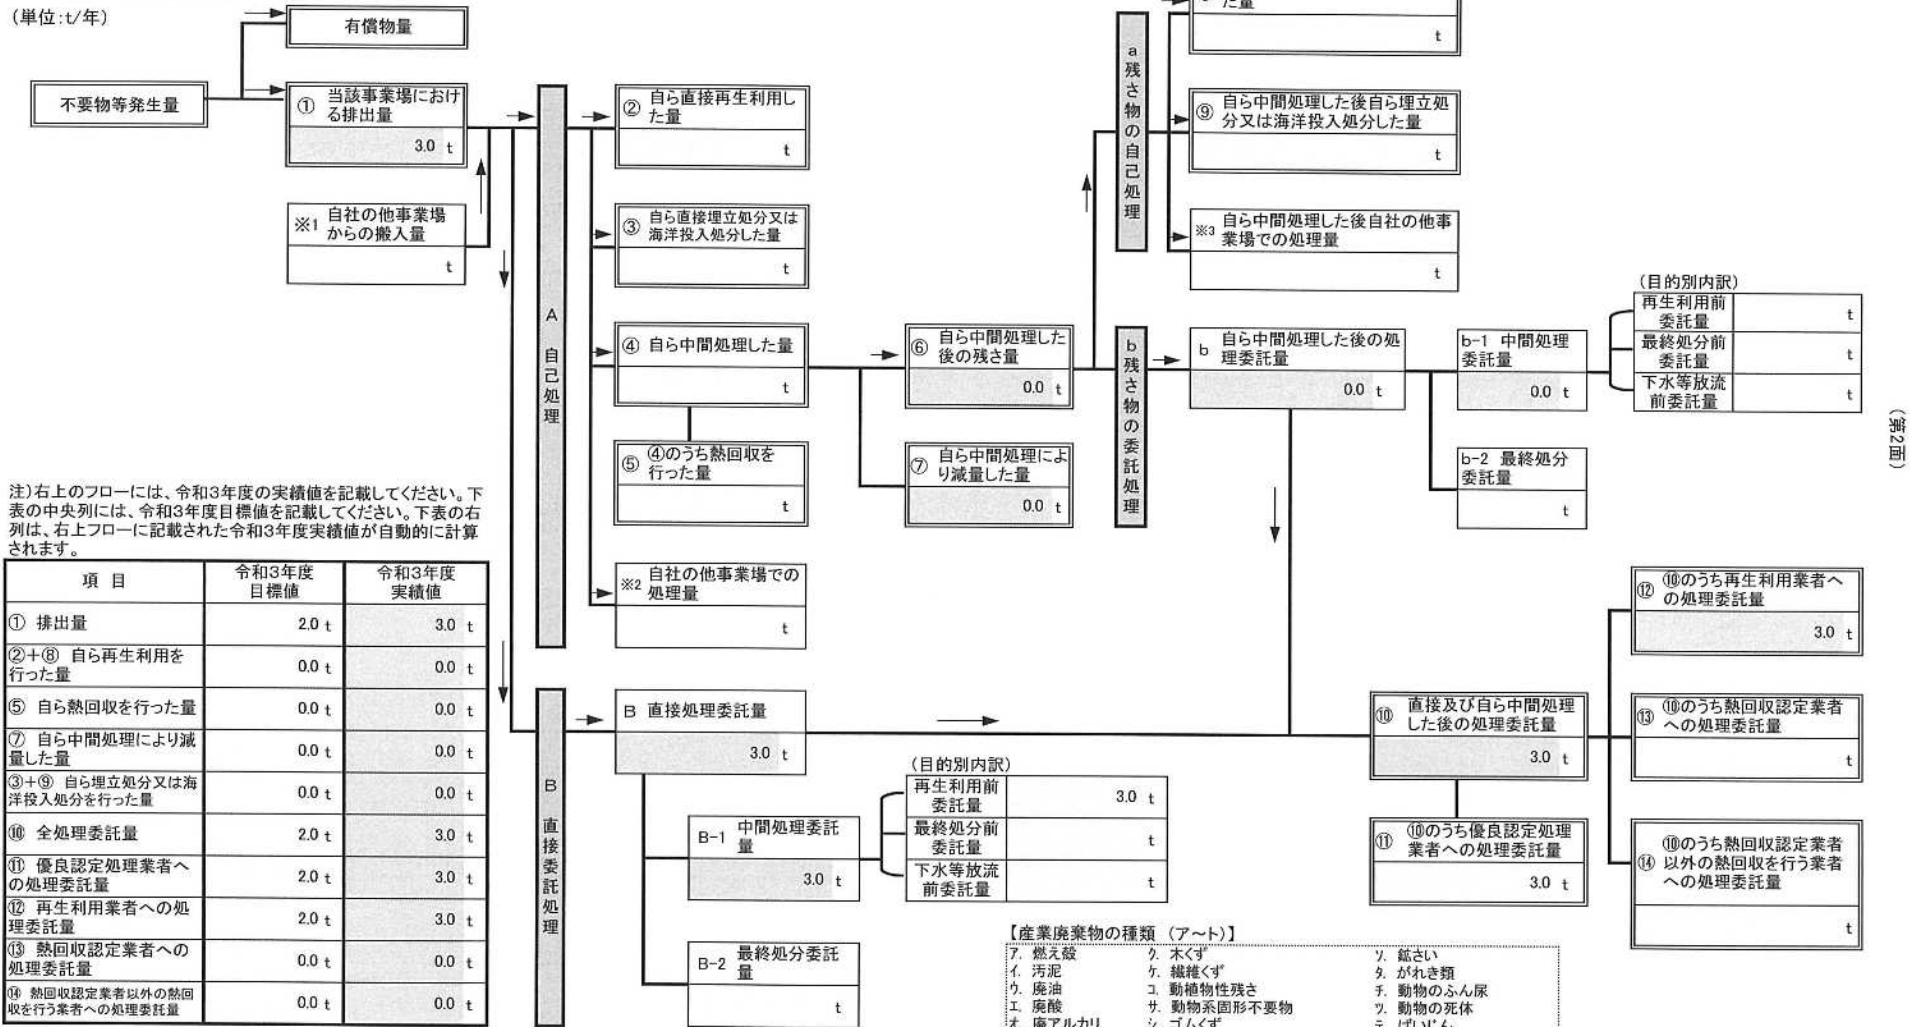 (単位:t/年)
有償物量
不要物等発生量
① 当該事業場におけ
る排出量
3.0 t
※1 自社の他事業場
からの搬入量
t
A 自己処理
② 自ら直接再生利用し
た量
t
③ 自ら直接埋立処分又は
海洋投入処分した量
t
④ 自ら中間処理した量
t
⑤ ④のうち熱回収を
行った量
t
※2 自社の他事業場での
処理量
t
⑥ 自ら中間処理した
後の残さ量
0.0 t
⑦ 自ら中間処理によ
り減量した量
0.0 t
a 残さ物の自己処理
た量
t
⑨ 自ら中間処理した後自ら埋立処
分又は海洋投入処分した量
t
※3 自ら中間処理した後自社の他事
業場での処理量
t
b 残さ物の委託処理
b 自ら中間処理した後の処
理委託量
0.0 t
b-1 中間処理
委託量
0.0 t
(目的別内訳)
再生利用前
委託量
t
最終処分前
委託量
t
下水等放流
前委託量
t
b-2 最終処分
委託量
t
(第2面)
注)右上のフローには、令和3年度の実績値を記載してください。下
表の中央列には、令和3年度目標値を記載してください。下表の右
列は、右上フローに記載された令和3年度実績値が自動的に計算
されます。
項 目 令和3年度
目標値 令和3年度
実績値
① 排出量 2.0 t 3.0 t
②+⑧ 自ら再生利用を
行った量 0.0 t 0.0 t
⑤ 自ら熱回収を行った量 0.0 t 0.0 t
⑦ 自ら中間処理により減
量した量 0.0 t 0.0 t
③+⑨ 自ら埋立処分又は海
洋投入処分を行った量 0.0 t 0.0 t
⑩ 全処理委託量 2.0 t 3.0 t
⑪ 優良認定処理業者へ
の処理委託量 2.0 t 3.0 t
⑫ 再生利用業者への処
理委託量 2.0 t 3.0 t
⑬ 熱回収認定業者への
処理委託量 0.0 t 0.0 t
⑭ 熱回収認定業者以外の熱回
収を行う業者への処理委託量 0.0 t 0.0 t
B 直接委託処理
B 直接処理委託量
3.0 t
B-1 中間処理委託
量
3.0 t
(目的別内訳)
再生利用前
委託量
3.0 t
最終処分前
委託量
t
下水等放流
前委託量
t
B-2 最終処分委託
量
t
⑩ 直接及び自ら中間処理
した後の処理委託量
3.0 t
⑪ ⑩のうち優良認定処理
業者への処理委託量
3.0 t
⑫ ⑩のうち再生利用業者へ
の処理委託量
3.0 t
⑬ ⑩のうち熱回収認定業者
への処理委託量
t
⑭ ⑩のうち熱回収認定業者
以外の熱回収を行う業者
への処理委託量
t
【産業廃棄物の種類 (ア～ト)】
ア. 燃え殻 ク. 木くず ソ. 鉱さい
イ. 汚泥 ケ. 繊維くず タ. がれき類
ウ. 廃油 コ. 動植物性残さ チ. 動物のふん尿
エ. 廃酸 サ. 動物系固形不要物 ツ. 動物の死体
オ. 廃アルカリ シ. ゴムくず テ. ばいじん